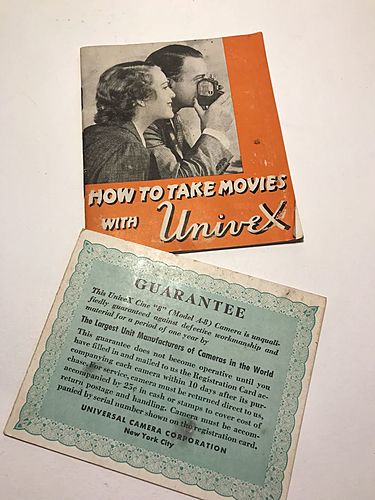 HOW TO TAKE MOVIES
WITH UniveX
GUARANTEE
This UniveX Cine "8" (Model A-8) Camera is unquali-
fiedly guaranteed against defective workmanship and
material for a period of one year by
The Largest Unit Manufacturers of Cameras in the World
This guarantee does not become operative until you
have filled in and mailed to us the Registration Card ac-
companying each camera within 10 days after its pur-
chase. For service, camera must be returned direct to us,
accompanied by 25¢ in cash or stamps to cover cost of
return postage and handling. Camera must be accom-
panied by serial number shown on the registration card.
UNIVERSAL CAMERA CORPORATION
New York City